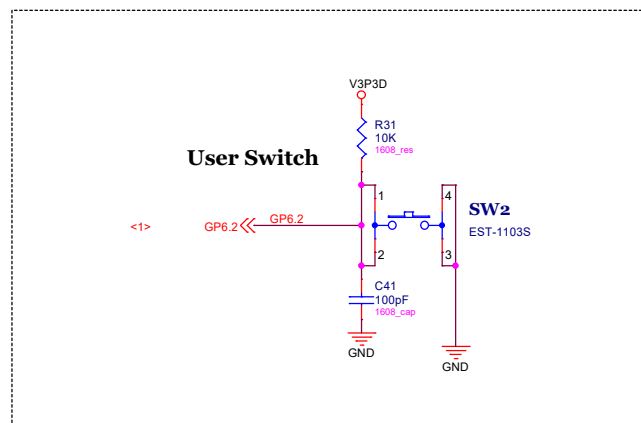 V3P3D
R31
10K
1608_res
User Switch
1
4
SW2
<1>
GP6.2
GP6.2
EST-1103S
2
3
C41
100pF
1608_cap
GND
GND